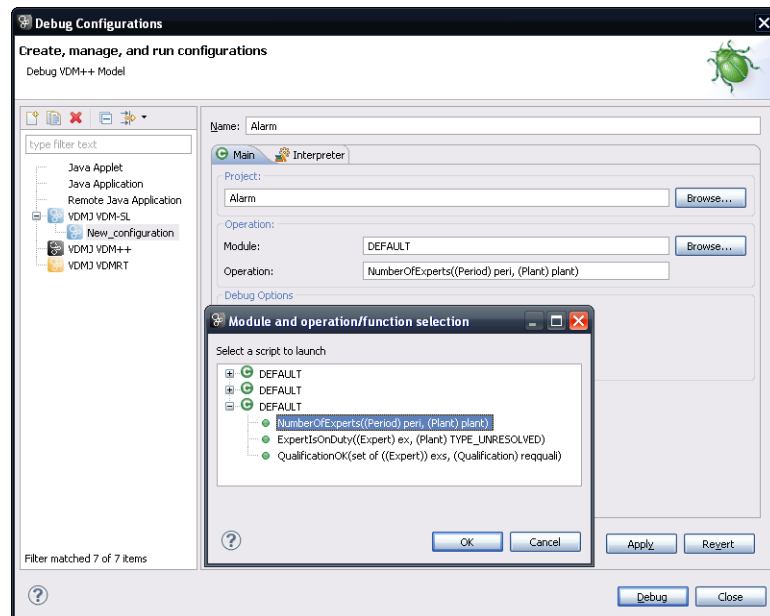 Debug Configurations
Create, manage, and run configurations
Debug VDM++ Model
type filter text
Java Applet
Java Application
Remote Java Application
VDMJ VDM-SL
New_configuration
VDMJ VDM++
VDMJ VDMRT
Filter matched 7 of 7 items
Name: Alarm
Main
Interpreter
Project:
Alarm
Browse...
Operation:
Module: DEFAULT
Browse...
Operation: NumberOfExperts((Period) peri, (Plant) plant)
Debug Options
Module and operation/function selection
Select a script to launch
DEFAULT
DEFAULT
DEFAULT
NumberOfExperts((Period) peri, (Plant) plant)
ExpertIsOnDuty((Expert) ex, (Plant) TYPE_UNRESOLVED)
QualificationOK(set of ((Expert)) exs, (Qualification) reqquali)
OK
Cancel
Apply
Revert
Debug
Close